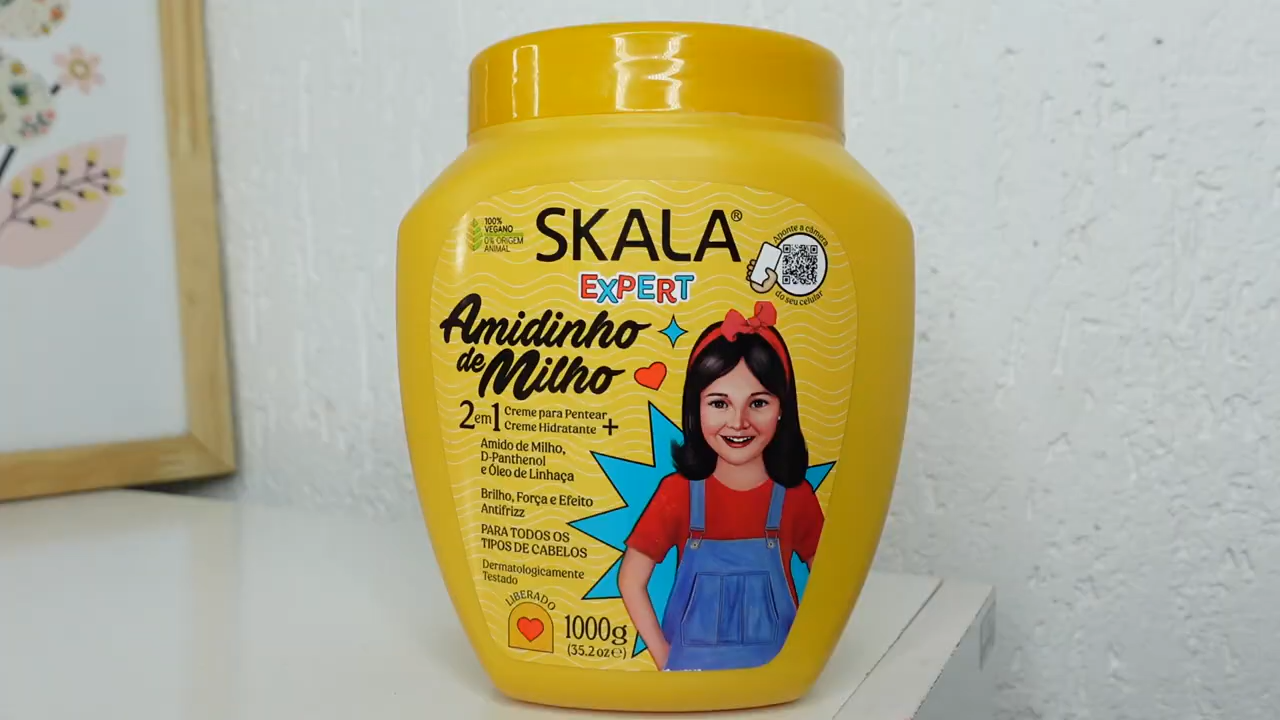 100%
VEGANO
0% ORIGEM
ANIMAL
SKALA®
EXPERT
Aponte a câmera
do seu celular
Amidinho
de Milho
2 em 1 Creme para Pentear
Creme Hidratante +
Amido de Milho,
D-Panthenol
e Óleo de Linhaça
Brilho, Força e Efeito
Antifrizz
PARA TODOS OS
TIPOS DE CABELOS
Dermatologicamente
Testado
LIBERADO
1000g
(35.2 oz ℮)